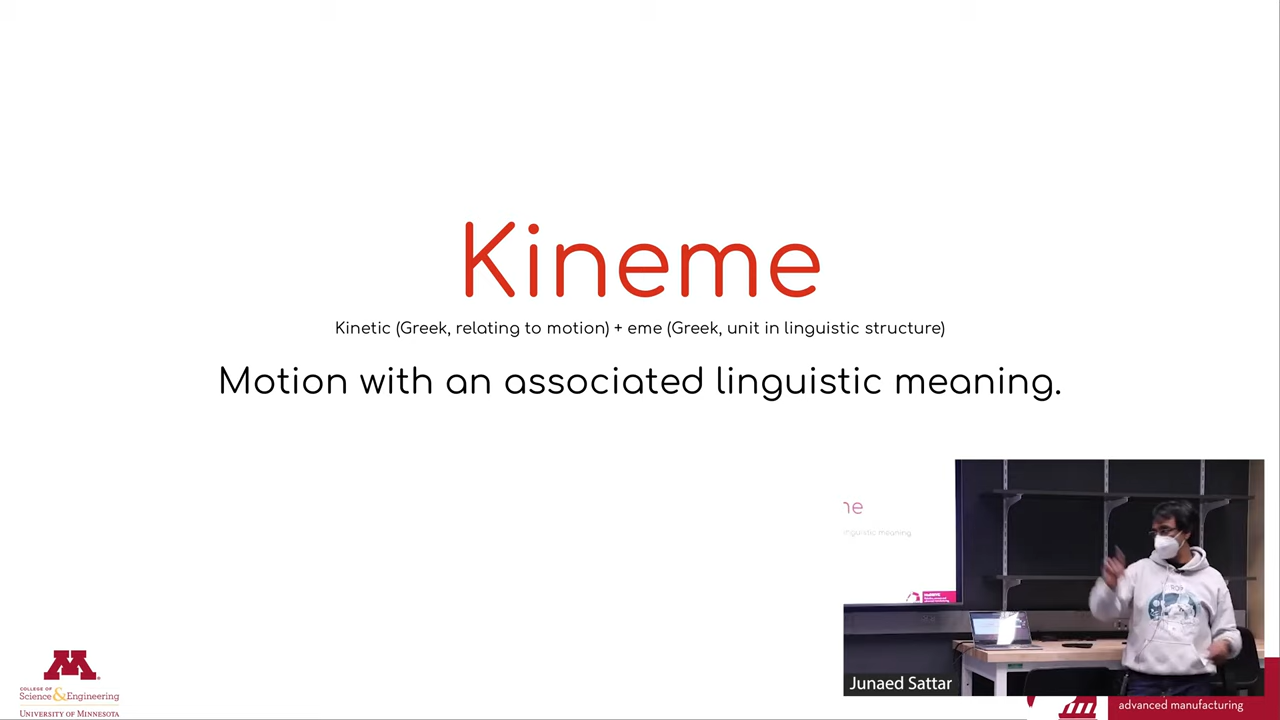 Kineme
Kinetic (Greek, relating to motion) + eme (Greek, unit in linguistic structure)
Motion with an associated linguistic meaning.
meaning.
Junaed Sattar
M
COLLEGE OF
Science & Engineering
UNIVERSITY OF MINNESOTA
advanced manufacturing